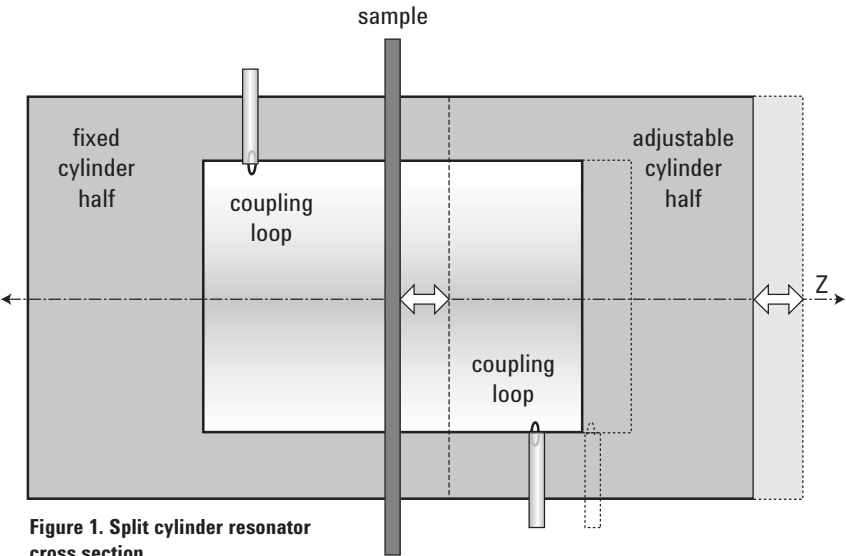 sample
fixed
cylinder
half
adjustable
cylinder
half
coupling
loop
Z
coupling
loop
Figure 1. Split cylinder resonator
cross section